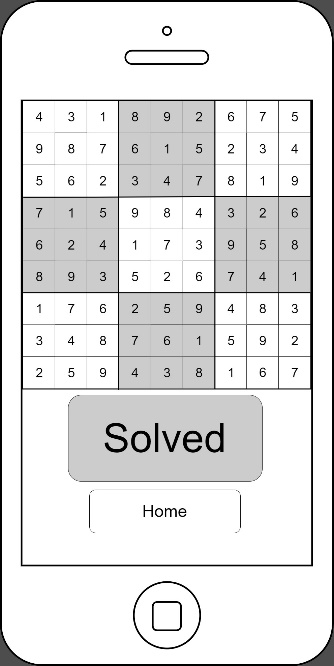 4 3 1 8 9 2 6 7 5
9 8 7 6 1 5 2 3 4
5 6 2 3 4 7 8 1 9
7 1 5 9 8 4 3 2 6
6 2 4 1 7 3 9 5 8
8 9 3 5 2 6 7 4 1
1 7 6 2 5 9 4 8 3
3 4 8 7 6 1 5 9 2
2 5 9 4 3 8 1 6 7
Solved
Home